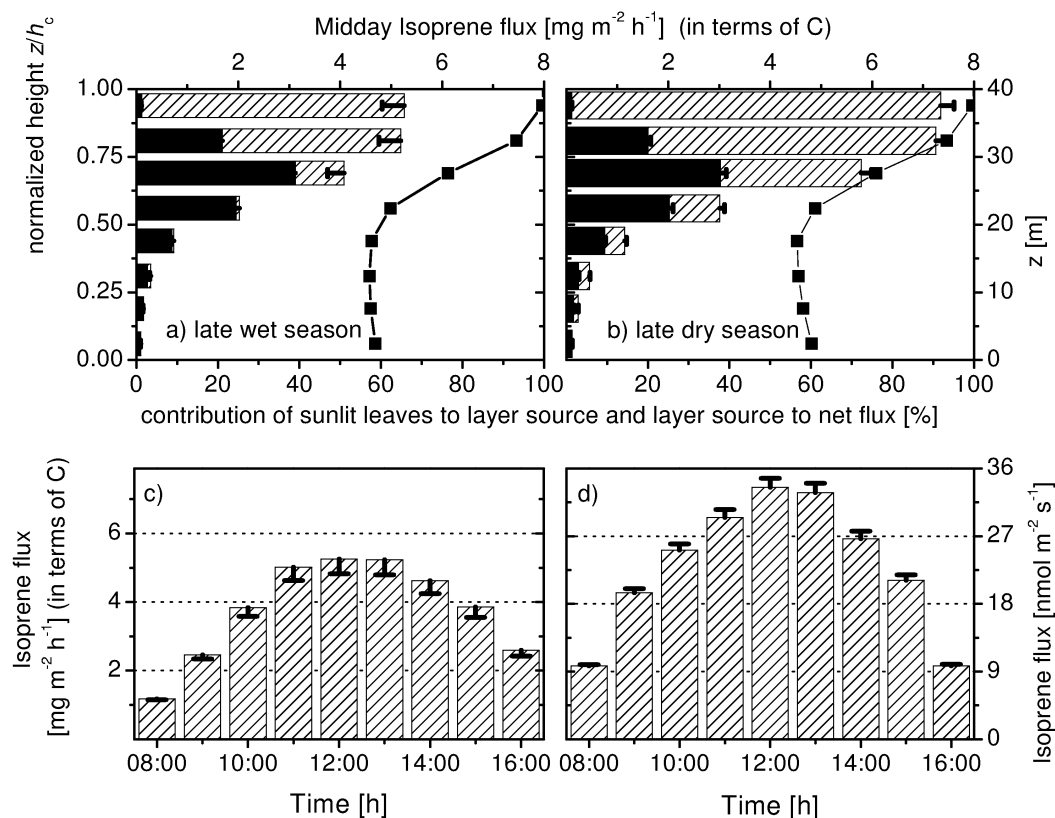 Midday Isoprene flux [mg m⁻² h⁻¹] (in terms of C)
0 2 4 6 8 0 2 4 6 8
normalized height z/hc
1.00
0.75
0.50
0.25
0.00
40
30
20
10
0
z [m]
a) late wet season
b) late dry season
0 20 40 60 80 100 0 20 40 60 80 100
contribution of sunlit leaves to layer source and layer source to net flux [%]
Isoprene flux
[mg m⁻² h⁻¹] (in terms of C)
c)
d)
6
4
2
36
27
18
9
0
Isoprene flux [nmol m⁻² s⁻¹]
08:00 10:00 12:00 14:00 16:00 08:00 10:00 12:00 14:00 16:00
Time [h] Time [h]